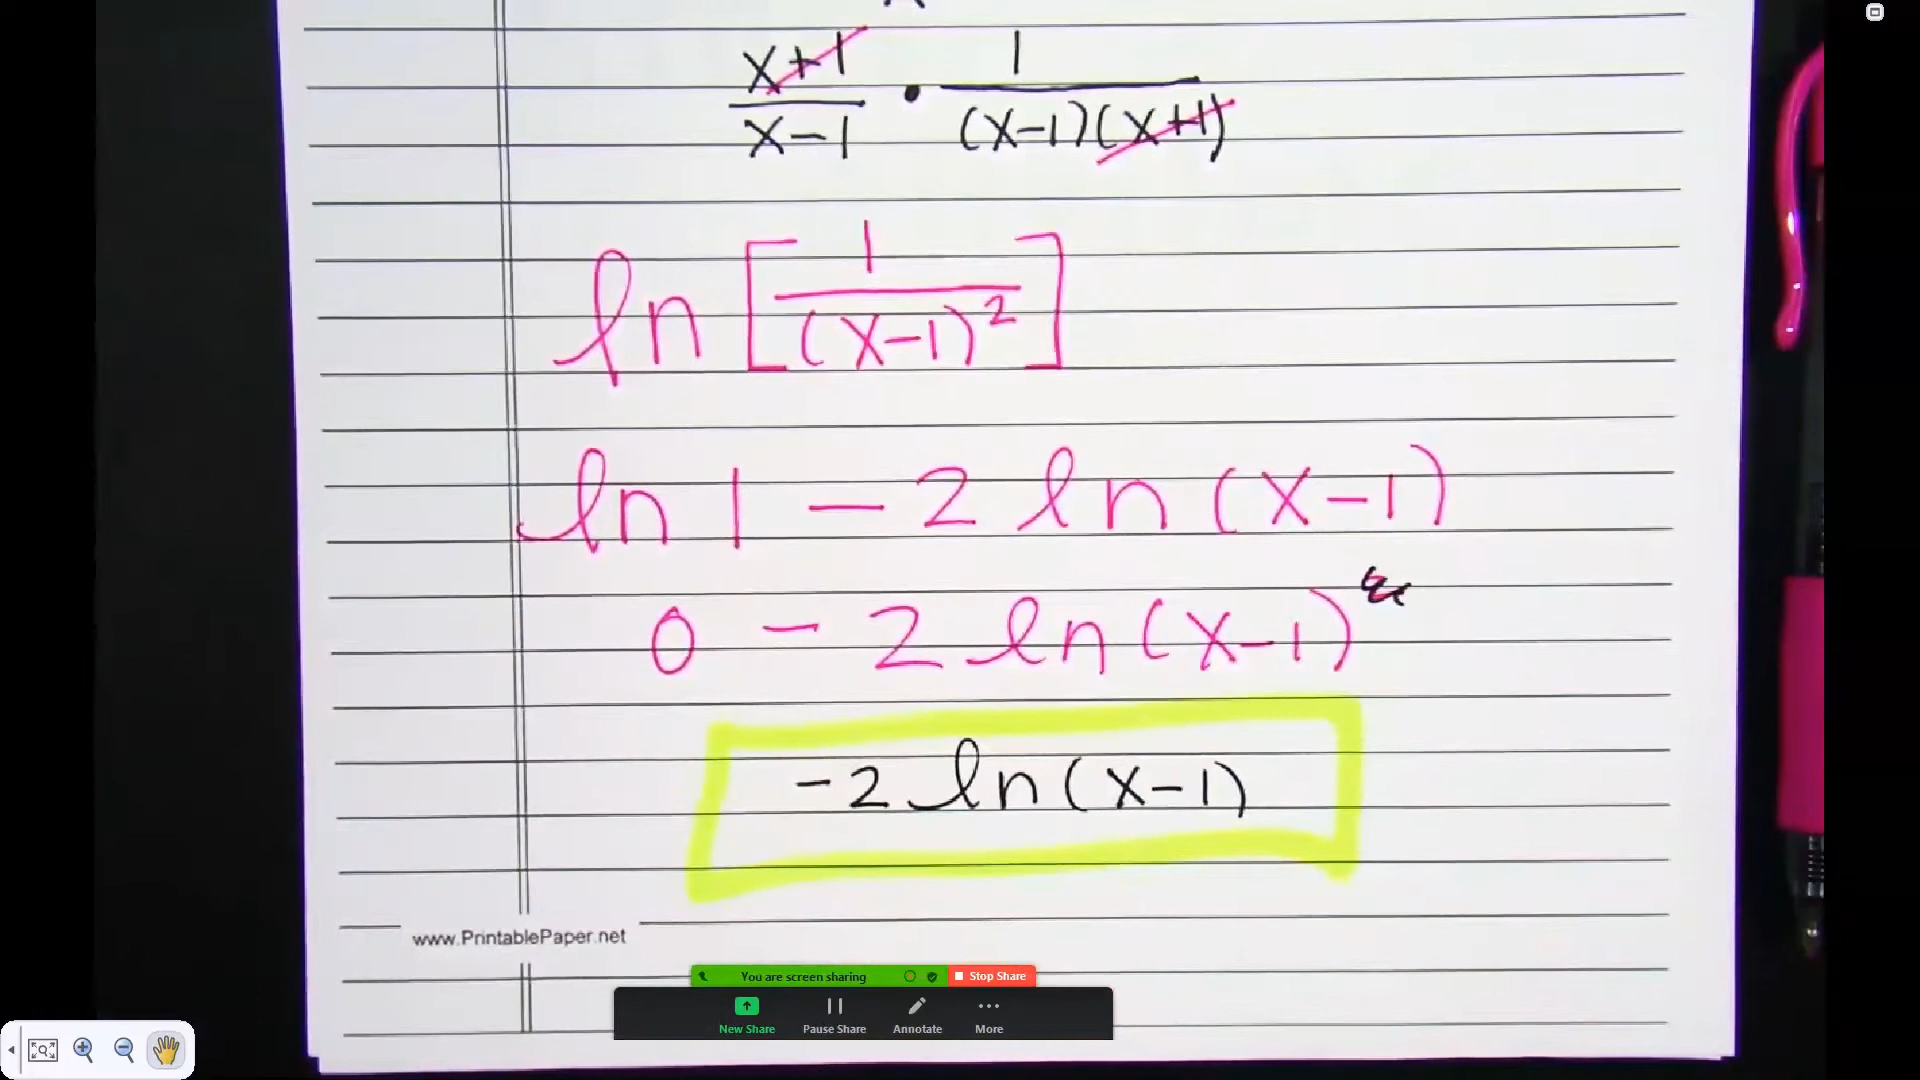 x+1/x-1 • 1/(x-1)(x+1)
ln [1/(x-1)²]
ln 1 - 2 ln (x-1)
0 - 2 ln (x-1)
-2 ln (x-1)
www.PrintablePaper.net
You are screen sharing Stop Share
New Share Pause Share Annotate More